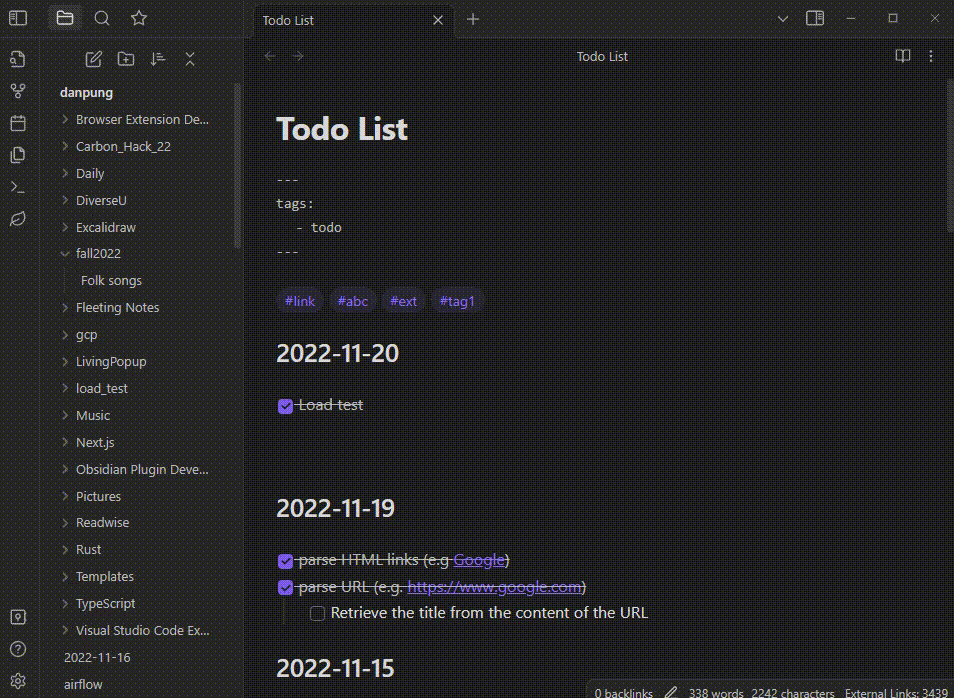 Todo List
Todo List
danpung
Browser Extension De...
Carbon_Hack_22
Daily
DiverseU
Excalidraw
fall2022
Folk songs
Fleeting Notes
gcp
LivingPopup
load_test
Music
Next.js
Obsidian Plugin Deve...
Pictures
Readwise
Rust
Templates
TypeScript
Visual Studio Code Ex...
2022-11-16
airflow
Todo List
---
tags:
- todo
---
#link #abc #ext #tag1
2022-11-20
Load test
2022-11-19
parse HTML links (e.g Google)
parse URL (e.g. https://www.google.com)
Retrieve the title from the content of the URL
2022-11-15
0 backlinks 338 words 2242 characters External Links: 3439